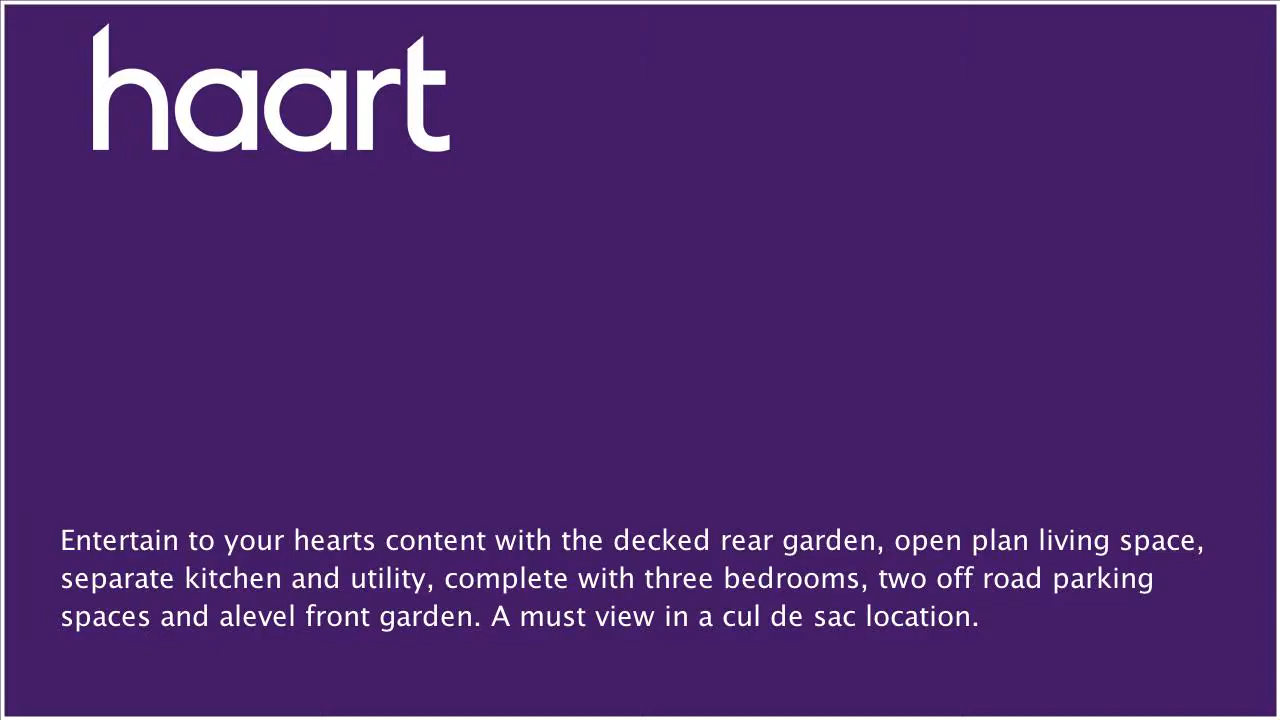 haart
Entertain to your hearts content with the decked rear garden, open plan living space,
separate kitchen and utility, complete with three bedrooms, two off road parking
spaces and alevel front garden. A must view in a cul de sac location.